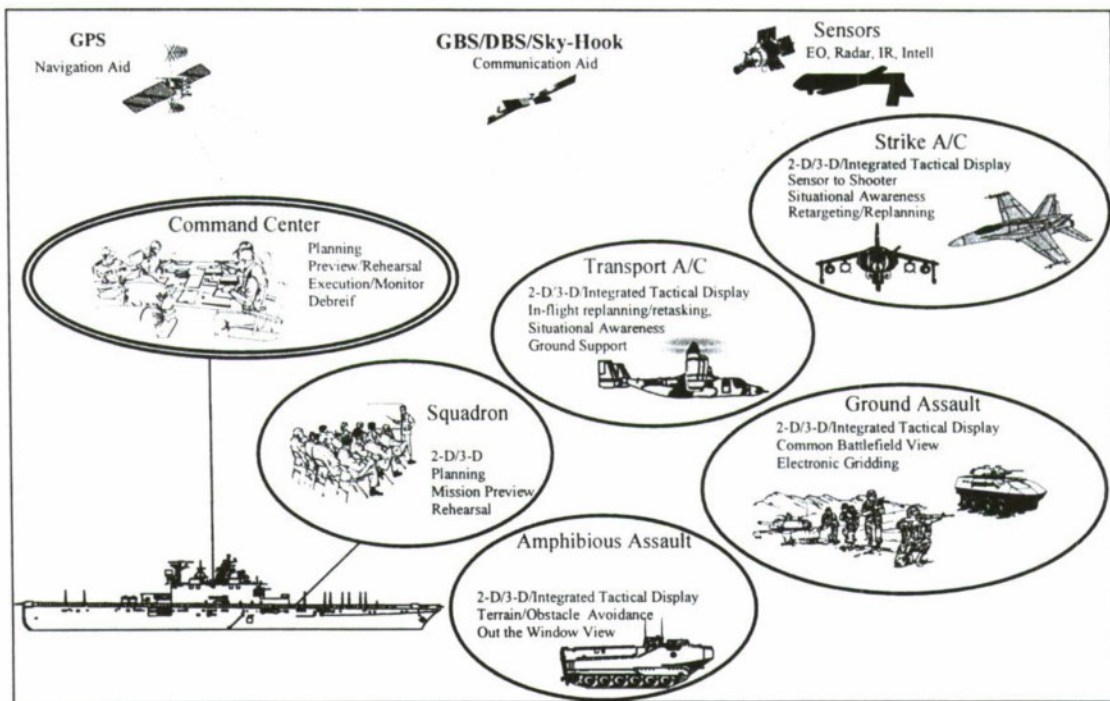 GPS
Navigation Aid
GBS/DBS/Sky-Hook
Communication Aid
Sensors
EO, Radar, IR, Intell
Strike A/C
2-D/3-D/Integrated Tactical Display
Sensor to Shooter
Situational Awareness
Retargeting/Replanning
Command Center
Planning
Preview/Rehearsal
Execution/Monitor
Debreif
Transport A/C
2-D/3-D/Integrated Tactical Display
In-flight replanning/retasking,
Situational Awareness
Ground Support
Squadron
2-D/3-D
Planning
Mission Preview
Rehearsal
Ground Assault
2-D/3-D/Integrated Tactical Display
Common Battlefield View
Electronic Gridding
Amphibious Assault
2-D/3-D/Integrated Tactical Display
Terrain/Obstacle Avoidance
Out the Window View